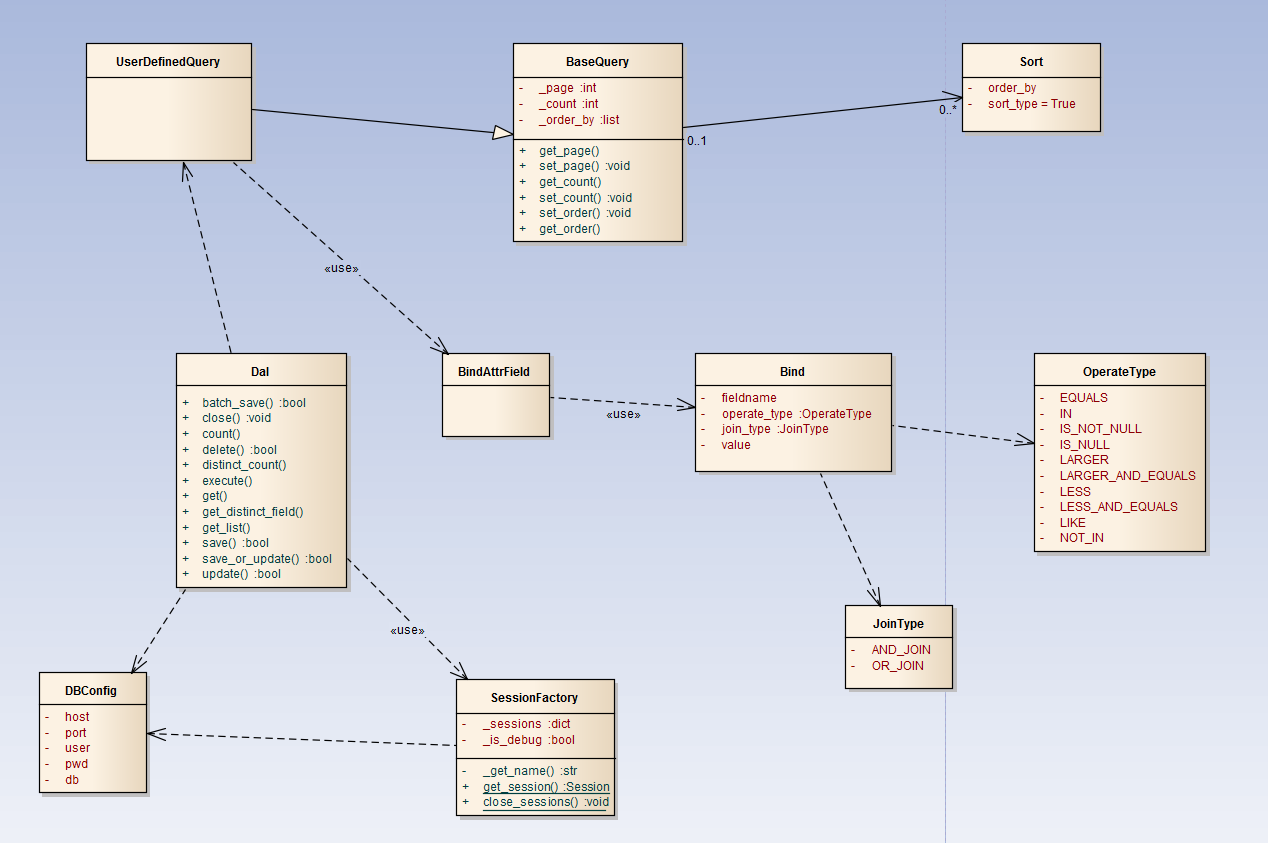 UserDefinedQuery
BaseQuery
- _page :int
- _count :int
- _order_by :list
+ get_page()
+ set_page() :void
+ get_count()
+ set_count() :void
+ set_order() :void
+ get_order()
0..1
0..*
Sort
- order_by
- sort_type = True
«use»
Dal
+ batch_save() :bool
+ close() :void
+ count()
+ delete() :bool
+ distinct_count()
+ execute()
+ get()
+ get_distinct_field()
+ get_list()
+ save() :bool
+ save_or_update() :bool
+ update() :bool
BindAttrField
«use»
Bind
- fieldname
- operate_type :OperateType
- join_type :JoinType
- value
OperateType
- EQUALS
- IN
- IS_NOT_NULL
- IS_NULL
- LARGER
- LARGER_AND_EQUALS
- LESS
- LESS_AND_EQUALS
- LIKE
- NOT_IN
«use»
JoinType
- AND_JOIN
- OR_JOIN
DBConfig
- host
- port
- user
- pwd
- db
SessionFactory
- _sessions :dict
- _is_debug :bool
- _get_name() :str
+ get_session() :Session
+ close_sessions() :void